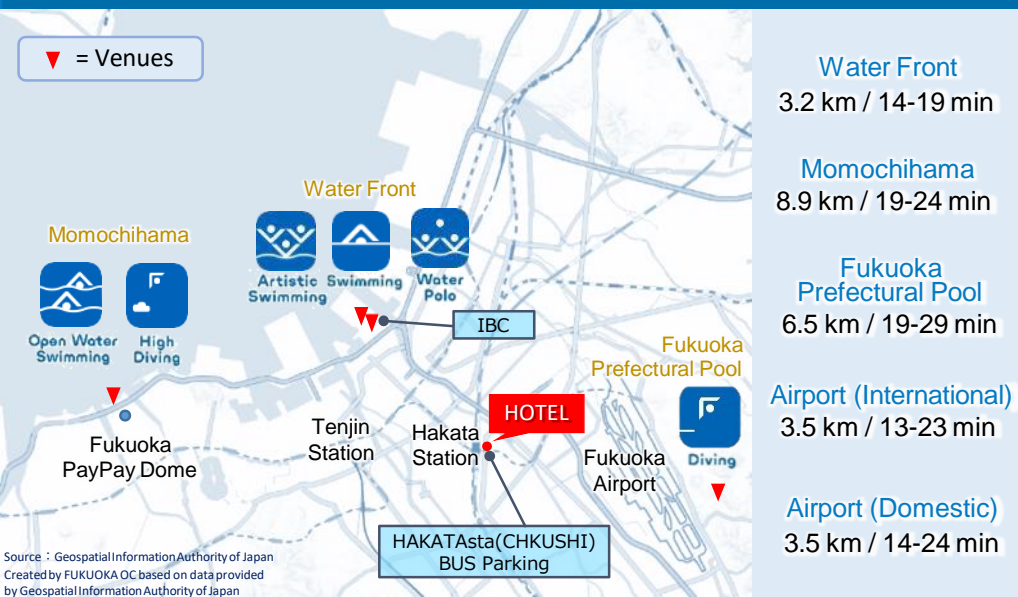 = Venues
Water Front
Artistic
Swimming
Swimming
Water
Polo
Momochihama
Open Water
Swimming
High
Diving
IBC
Fukuoka
Prefectural Pool
Diving
HOTEL
Fukuoka
PayPay Dome
Tenjin
Station
Hakata
Station
Fukuoka
Airport
HAKATAsta(CHKUSHI)
BUS Parking
Source：Geospatial Information Authority of Japan
Created by FUKUOKA OC based on data provided
by Geospatial Information Authority of Japan
Water Front
3.2 km / 14-19 min
Momochihama
8.9 km / 19-24 min
Fukuoka
Prefectural Pool
6.5 km / 19-29 min
Airport (International)
3.5 km / 13-23 min
Airport (Domestic)
3.5 km / 14-24 min